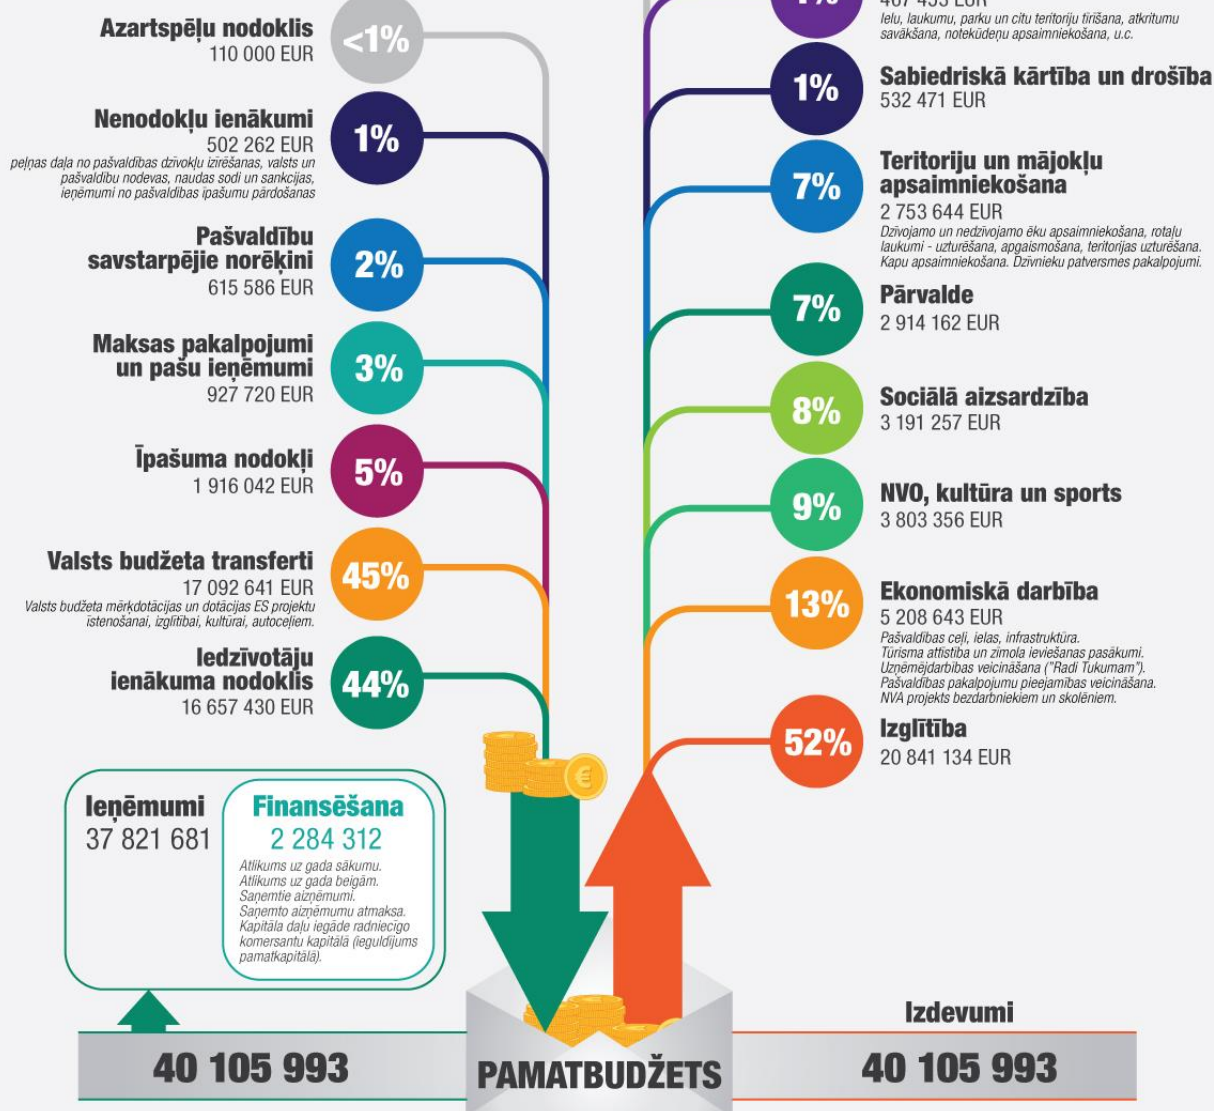 Azartspēļu nodoklis
110 000 EUR
<1%
Nenodokļu ienākumi
502 262 EUR
peļņas daļa no pašvaldības dzīvokļu izīrēšanas, valsts un
pašvaldību nodevas, naudas sodi un sankcijas,
ieņēmumi no pašvaldības īpašumu pārdošanas
1%
Pašvaldību
savstarpējie norēķini
615 586 EUR
2%
Maksas pakalpojumi
un pašu ieņēmumi
927 720 EUR
3%
Īpašuma nodokļi
1 916 042 EUR
5%
Valsts budžeta transferti
17 092 641 EUR
Valsts budžeta mērķdotācijas un dotācijas ES projektu
īstenošanai, izglītībai, kultūrai, autoceļiem.
45%
Iedzīvotāju
ienākuma nodoklis
16 657 430 EUR
44%
Ielu, laukumu, parku un citu teritoriju tīrīšana, atkritumu
savākšana, notekūdeņu apsaimniekošana, u.c.
1%
Sabiedriskā kārtība un drošība
532 471 EUR
7%
Teritoriju un mājokļu
apsaimniekošana
2 753 644 EUR
Dzīvojamo un nedzīvojamo ēku apsaimniekošana, rotaļu
laukumi - uzturēšana, apgaismošana, teritorijas uzturēšana.
Kapu apsaimniekošana. Dzīvnieku patversmes pakalpojumi.
7%
Pārvalde
2 914 162 EUR
8%
Sociālā aizsardzība
3 191 257 EUR
9%
NVO, kultūra un sports
3 803 356 EUR
13%
Ekonomiskā darbība
5 208 643 EUR
Pašvaldības ceļi, ielas, infrastruktūra.
Tūrisma attīstība un zīmola ieviešanas pasākumi.
Uzņēmējdarbības veicināšana ("Radi Tukumam").
Pašvaldības pakalpojumu pieejamības veicināšana.
NVA projekts bezdarbniekiem un skolēniem.
52%
Izglītība
20 841 134 EUR
Ieņēmumi
37 821 681
Finansēšana
2 284 312
Atlikums uz gada sākumu.
Atlikums uz gada beigām.
Saņemtie aizņēmumi.
Saņemto aizņēmumu atmaksa.
Kapitāla daļu iegāde radniecīgo
komersantu kapitālā (ieguldījums
pamatkapitālā).
40 105 993
PAMATBUDŽETS
Izdevumi
40 105 993